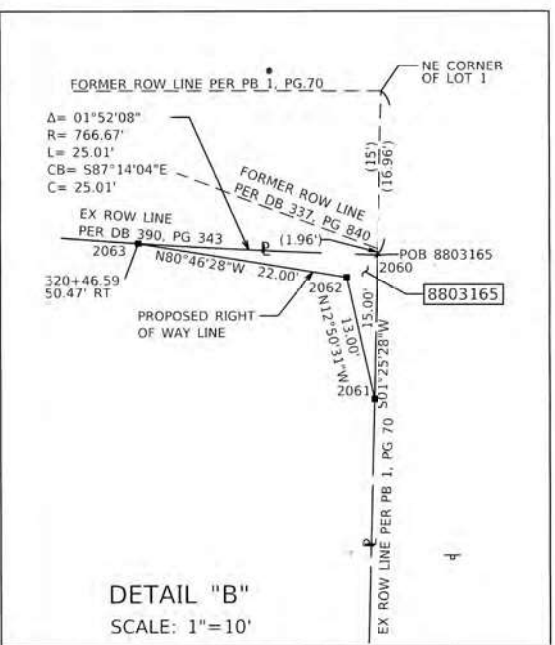 FORMER ROW LINE PER PB 1, PG.70
NE CORNER
OF LOT 1
Δ= 01°52'08"
R= 766.67'
L= 25.01'
CB= S87°14'04"E
C= 25.01'
(15')
(16.96')
FORMER ROW LINE
PER DB 337, PG 840
EX ROW LINE
PER DB 390, PG 343
(1.96')
POB 8803165
2060
2063
N80°46'28"W 22.00'
2062
8803165
320+46.59
50.47' RT
PROPOSED RIGHT
OF WAY LINE
13.00'
N12°50'31"W
15.00'
S01°25'28"W
2061
EX ROW LINE PER PB 1, PG 70
DETAIL "B"
SCALE: 1"=10'